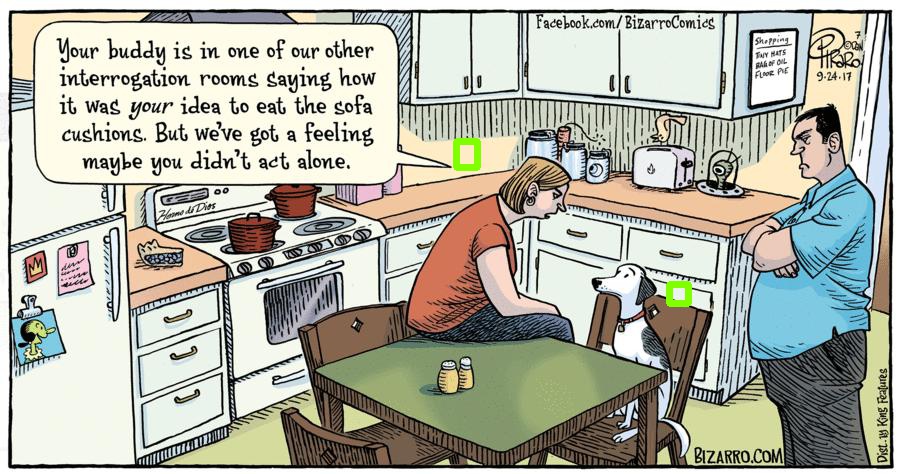 Facebook.com/BizarroComics
Your buddy is in one of our other
interrogation rooms saying how
it was your idea to eat the sofa
cushions. But we've got a feeling
maybe you didn't act alone.
Shopping
TINY HATS
BAG OF OIL
FLOOR PIE
7
©DAN
PIRARO
9-24-17
Horno de Dios
Dist. by King Features
BIZARRO.COM